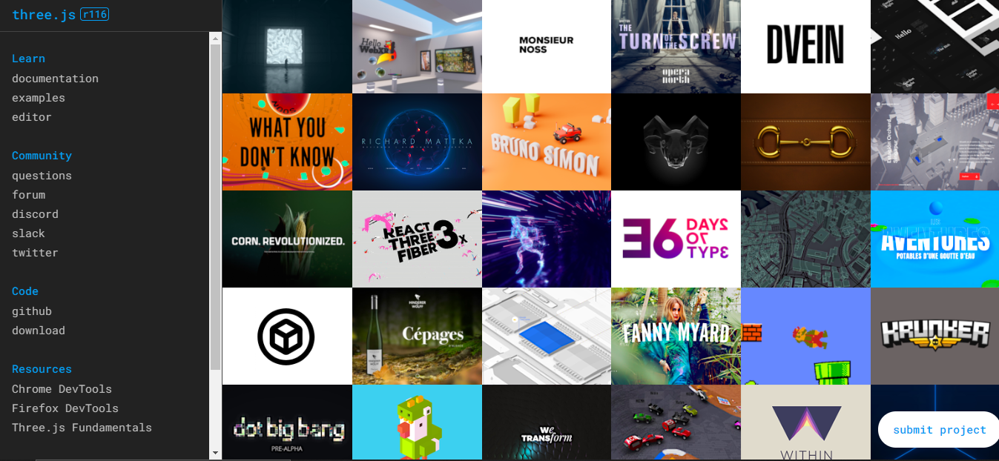 three.js r116
Learn
documentation
examples
editor
Community
questions
forum
discord
slack
twitter
Code
github
download
Resources
Chrome DevTools
Firefox DevTools
Three.js Fundamentals
Hello
WebXR
MONSIEUR
NOSS
THE
TURN OF THE SCREW
opera
north
DVEIN
Hello
WHAT YOU
DON'T KNOW
RICHARD MATTKA
BRUNO SIMON
CORN. REVOLUTIONIZED.
REACT
THREE
FIBER
3x
36 DAYS
OF
TYPE
AVENTURES
POTABLES D'UNE GOUTTE D'EAU
HINDERER
WOLFF
Cépages
FANNY MYARD
KRUNKER
dot big bang
PRE-ALPHA
WE
TRANSform
WITHIN
submit project